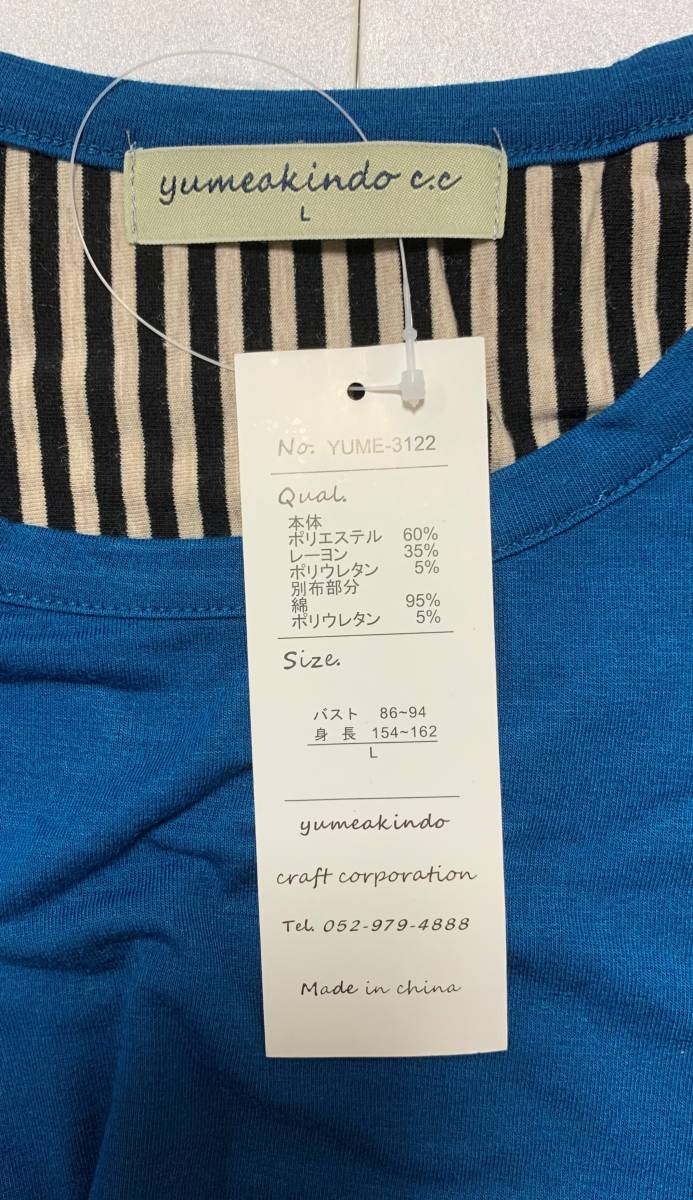 yumeakindo c.c
L
No. YUME-3122
Qual.
本体
ポリエステル 60%
レーヨン 35%
ポリウレタン 5%
別布部分
綿 95%
ポリウレタン 5%
Size.
バスト 86~94
身 長 154~162
L
yumeakindo
craft corporation
Tel. 052-979-4888
Made in china